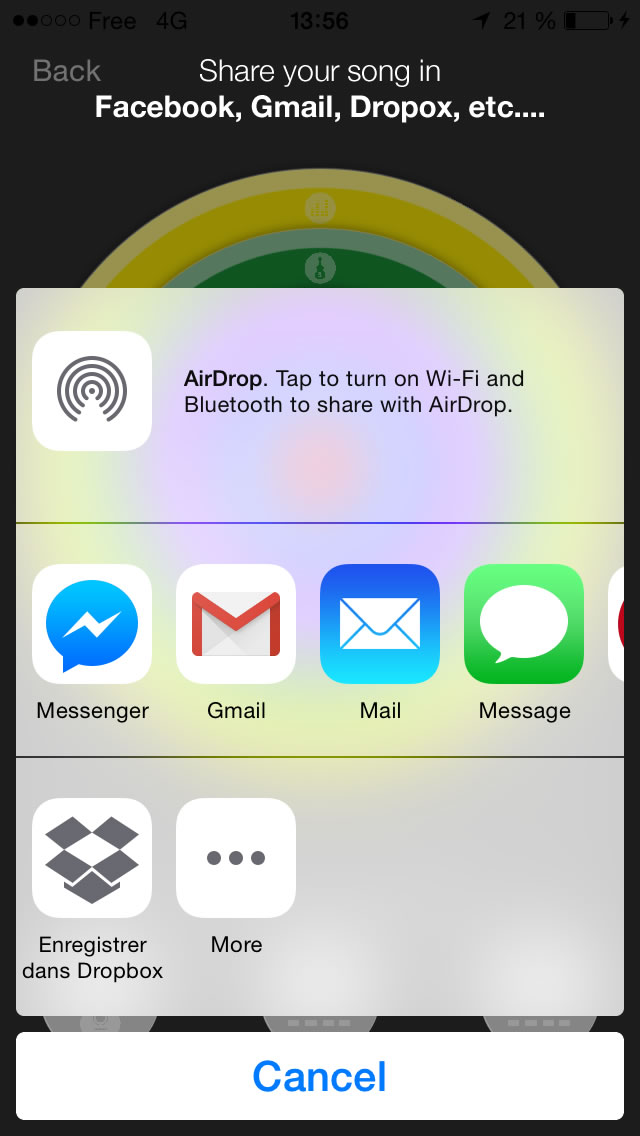 Free 4G 13:56 21 %
Back
Share your song in
Facebook, Gmail, Dropox, etc....
AirDrop. Tap to turn on Wi-Fi and
Bluetooth to share with AirDrop.
Messenger Gmail Mail Message
Enregistrer
dans Dropbox
More
Cancel